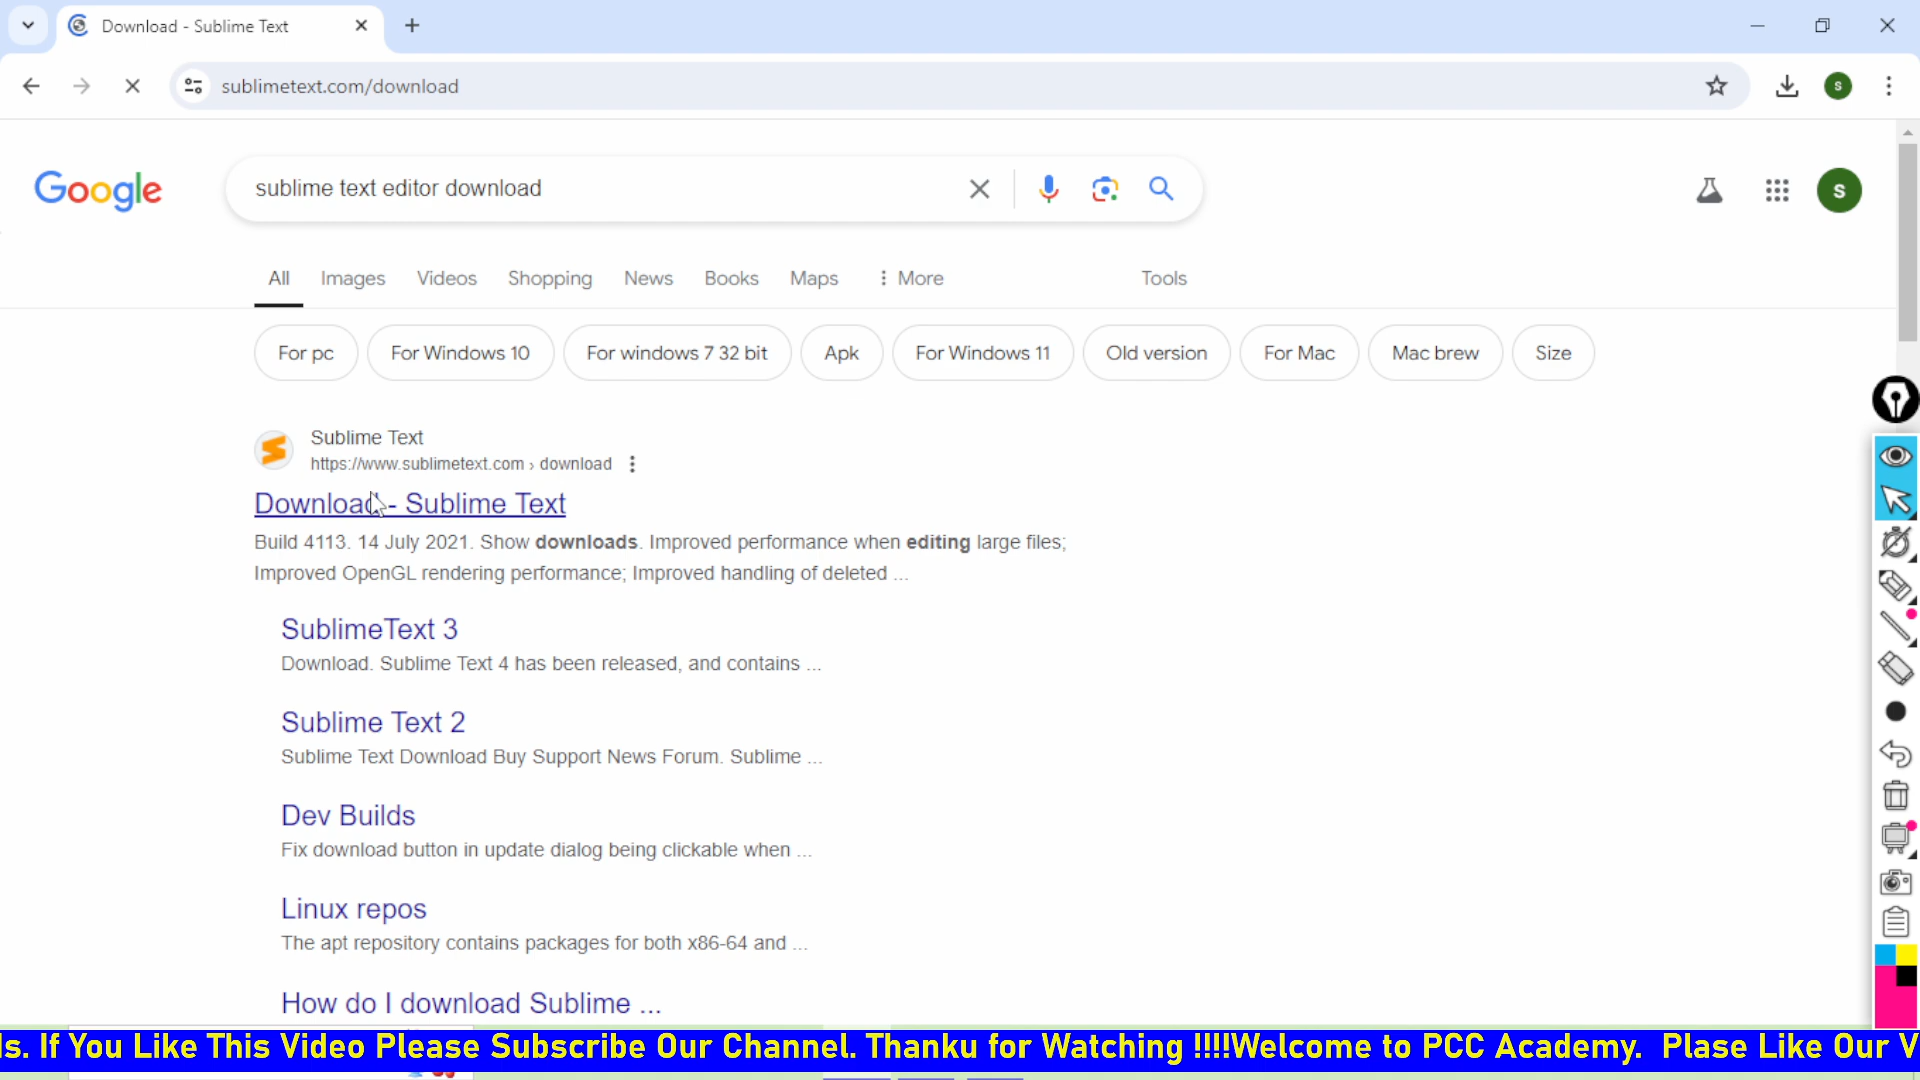 Download - Sublime Text
sublimetext.com/download
S
Google
sublime text editor download
S
All Images Videos Shopping News Books Maps More Tools
For pc For Windows 10 For windows 7 32 bit Apk For Windows 11 Old version For Mac Mac brew Size
Sublime Text
https://www.sublimetext.com › download
Download - Sublime Text
Build 4113. 14 July 2021. Show downloads. Improved performance when editing large files;
Improved OpenGL rendering performance; Improved handling of deleted ...
SublimeText 3
Download. Sublime Text 4 has been released, and contains ...
Sublime Text 2
Sublime Text Download Buy Support News Forum. Sublime ...
Dev Builds
Fix download button in update dialog being clickable when ...
Linux repos
The apt repository contains packages for both x86-64 and ...
How do I download Sublime ...
ls. If You Like This Video Please Subscribe Our Channel. Thanku for Watching !!!!Welcome to PCC Academy. Plase Like Our V